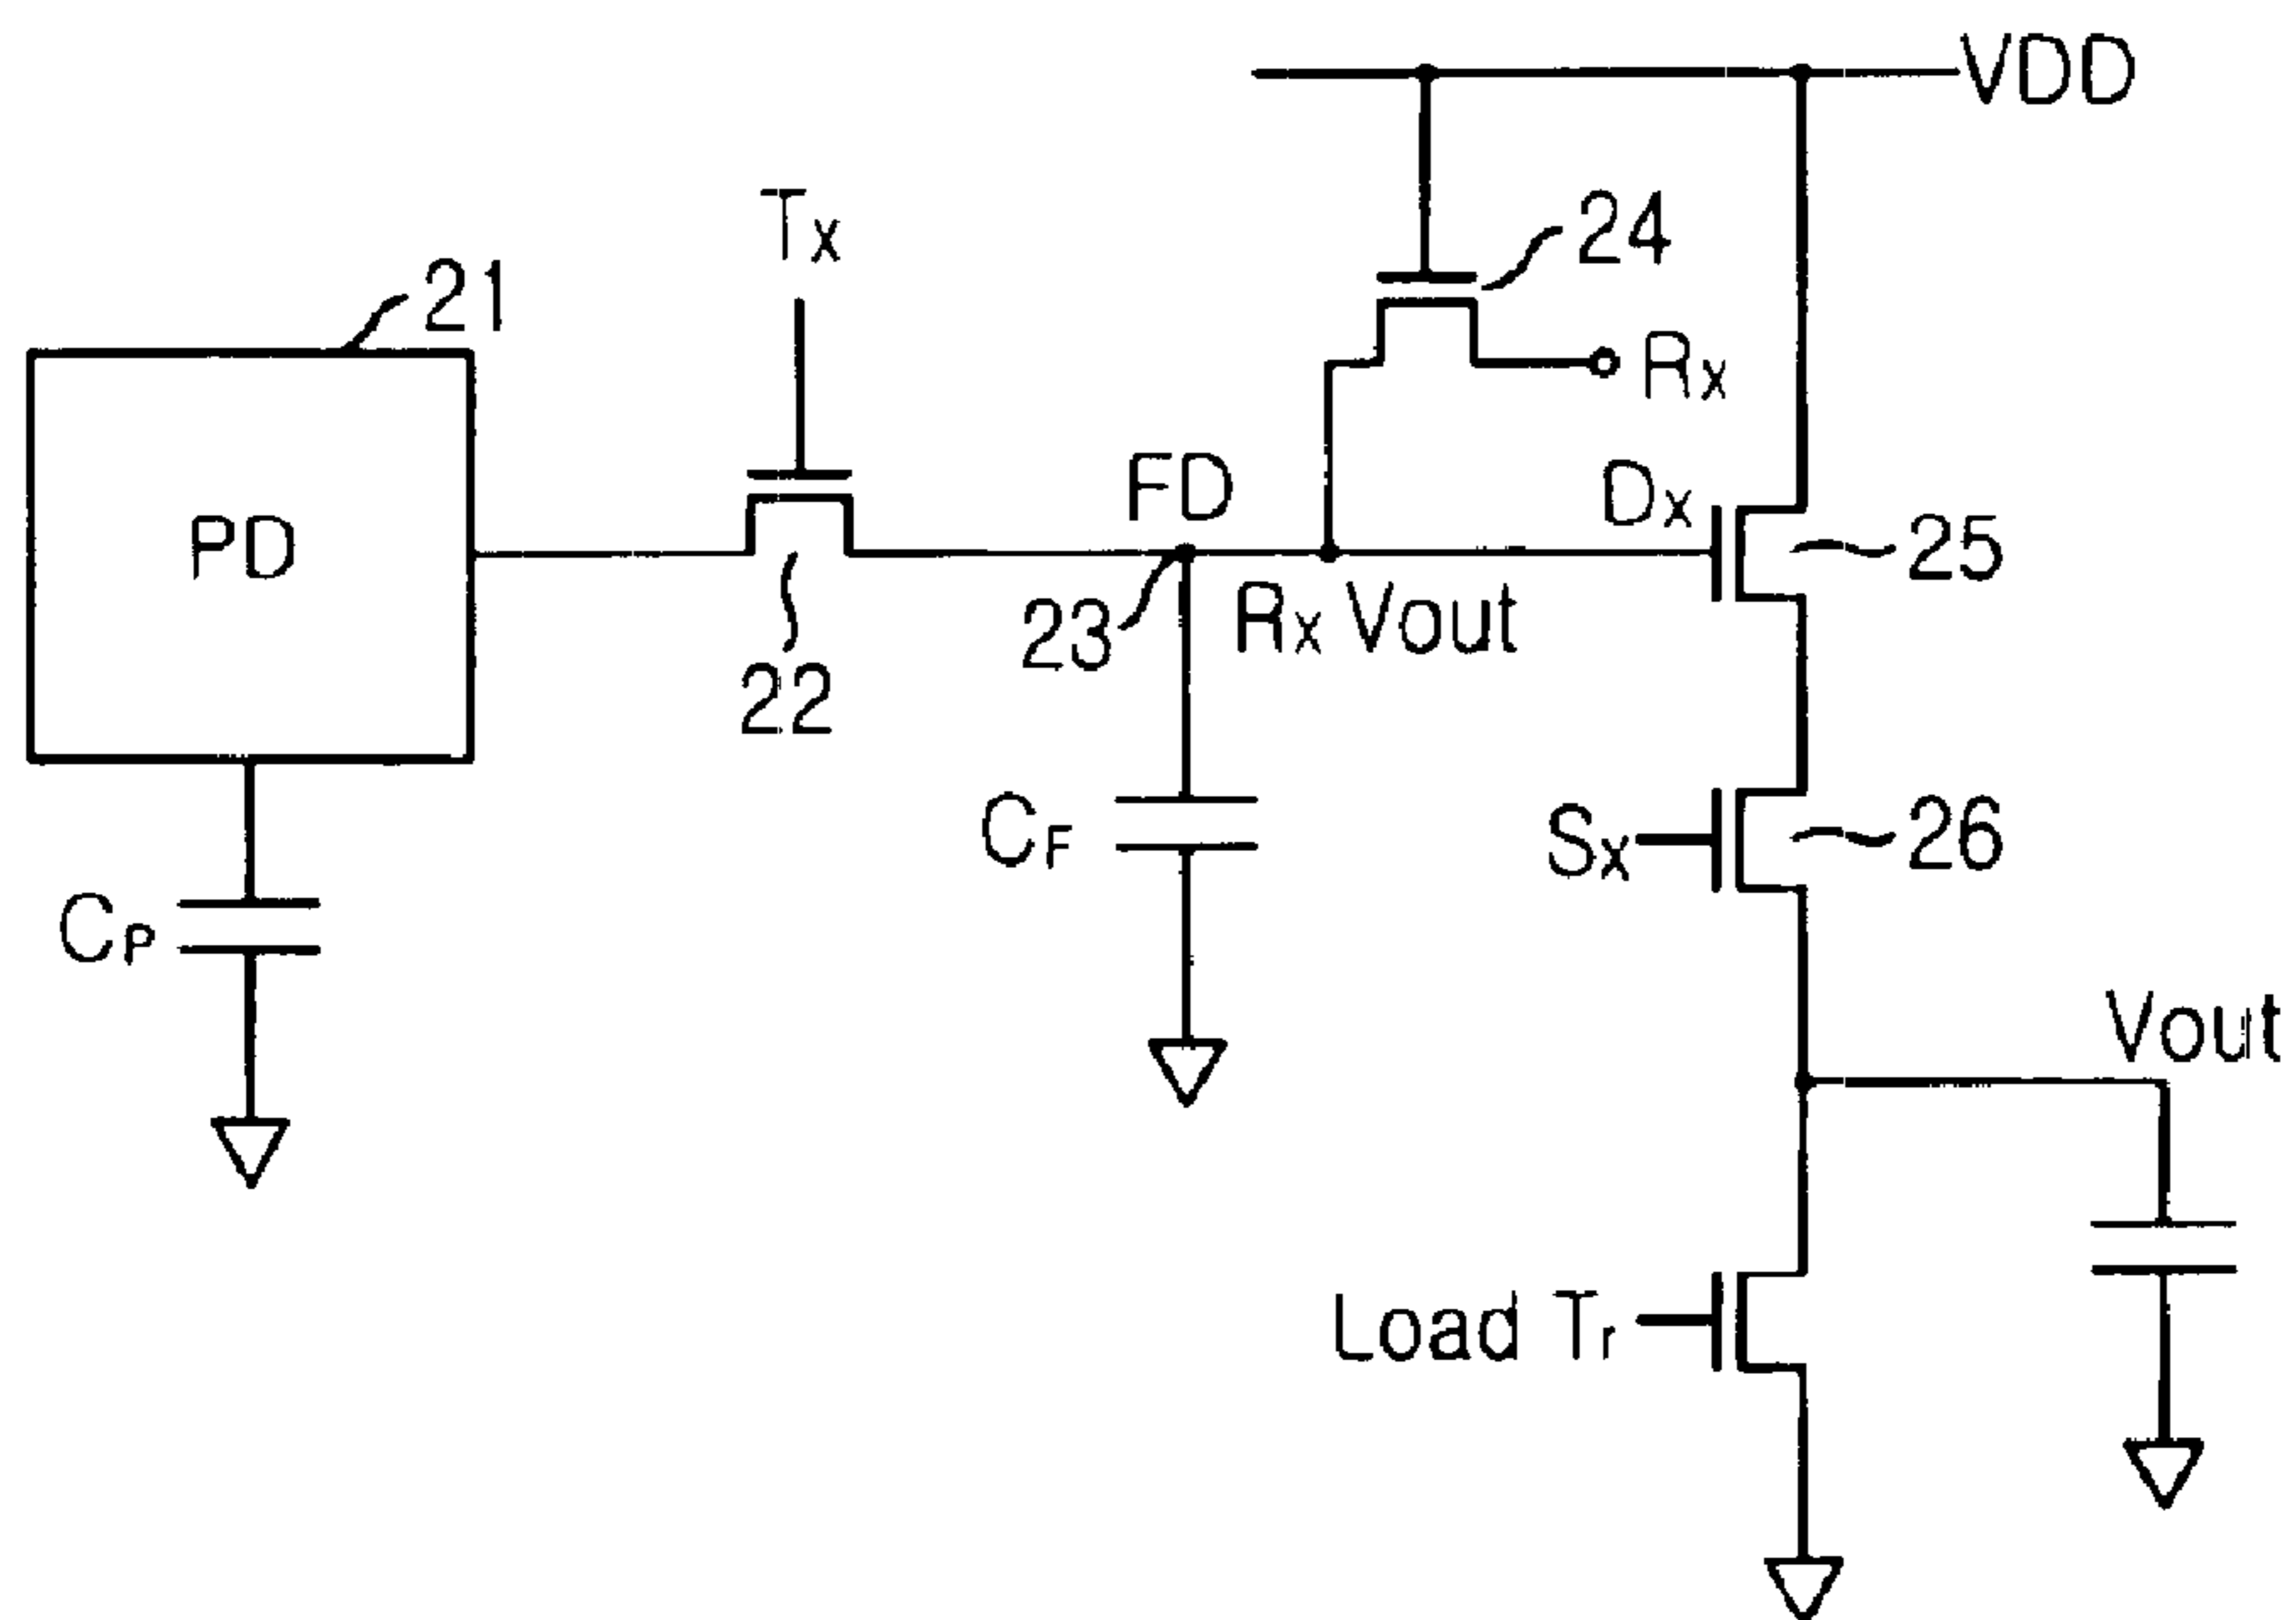 VDD
Tx
24
21
Rx
FD
Dx
PD
25
23
Rx Vout
22
CF
Sx
26
CP
Vout
Load Tr